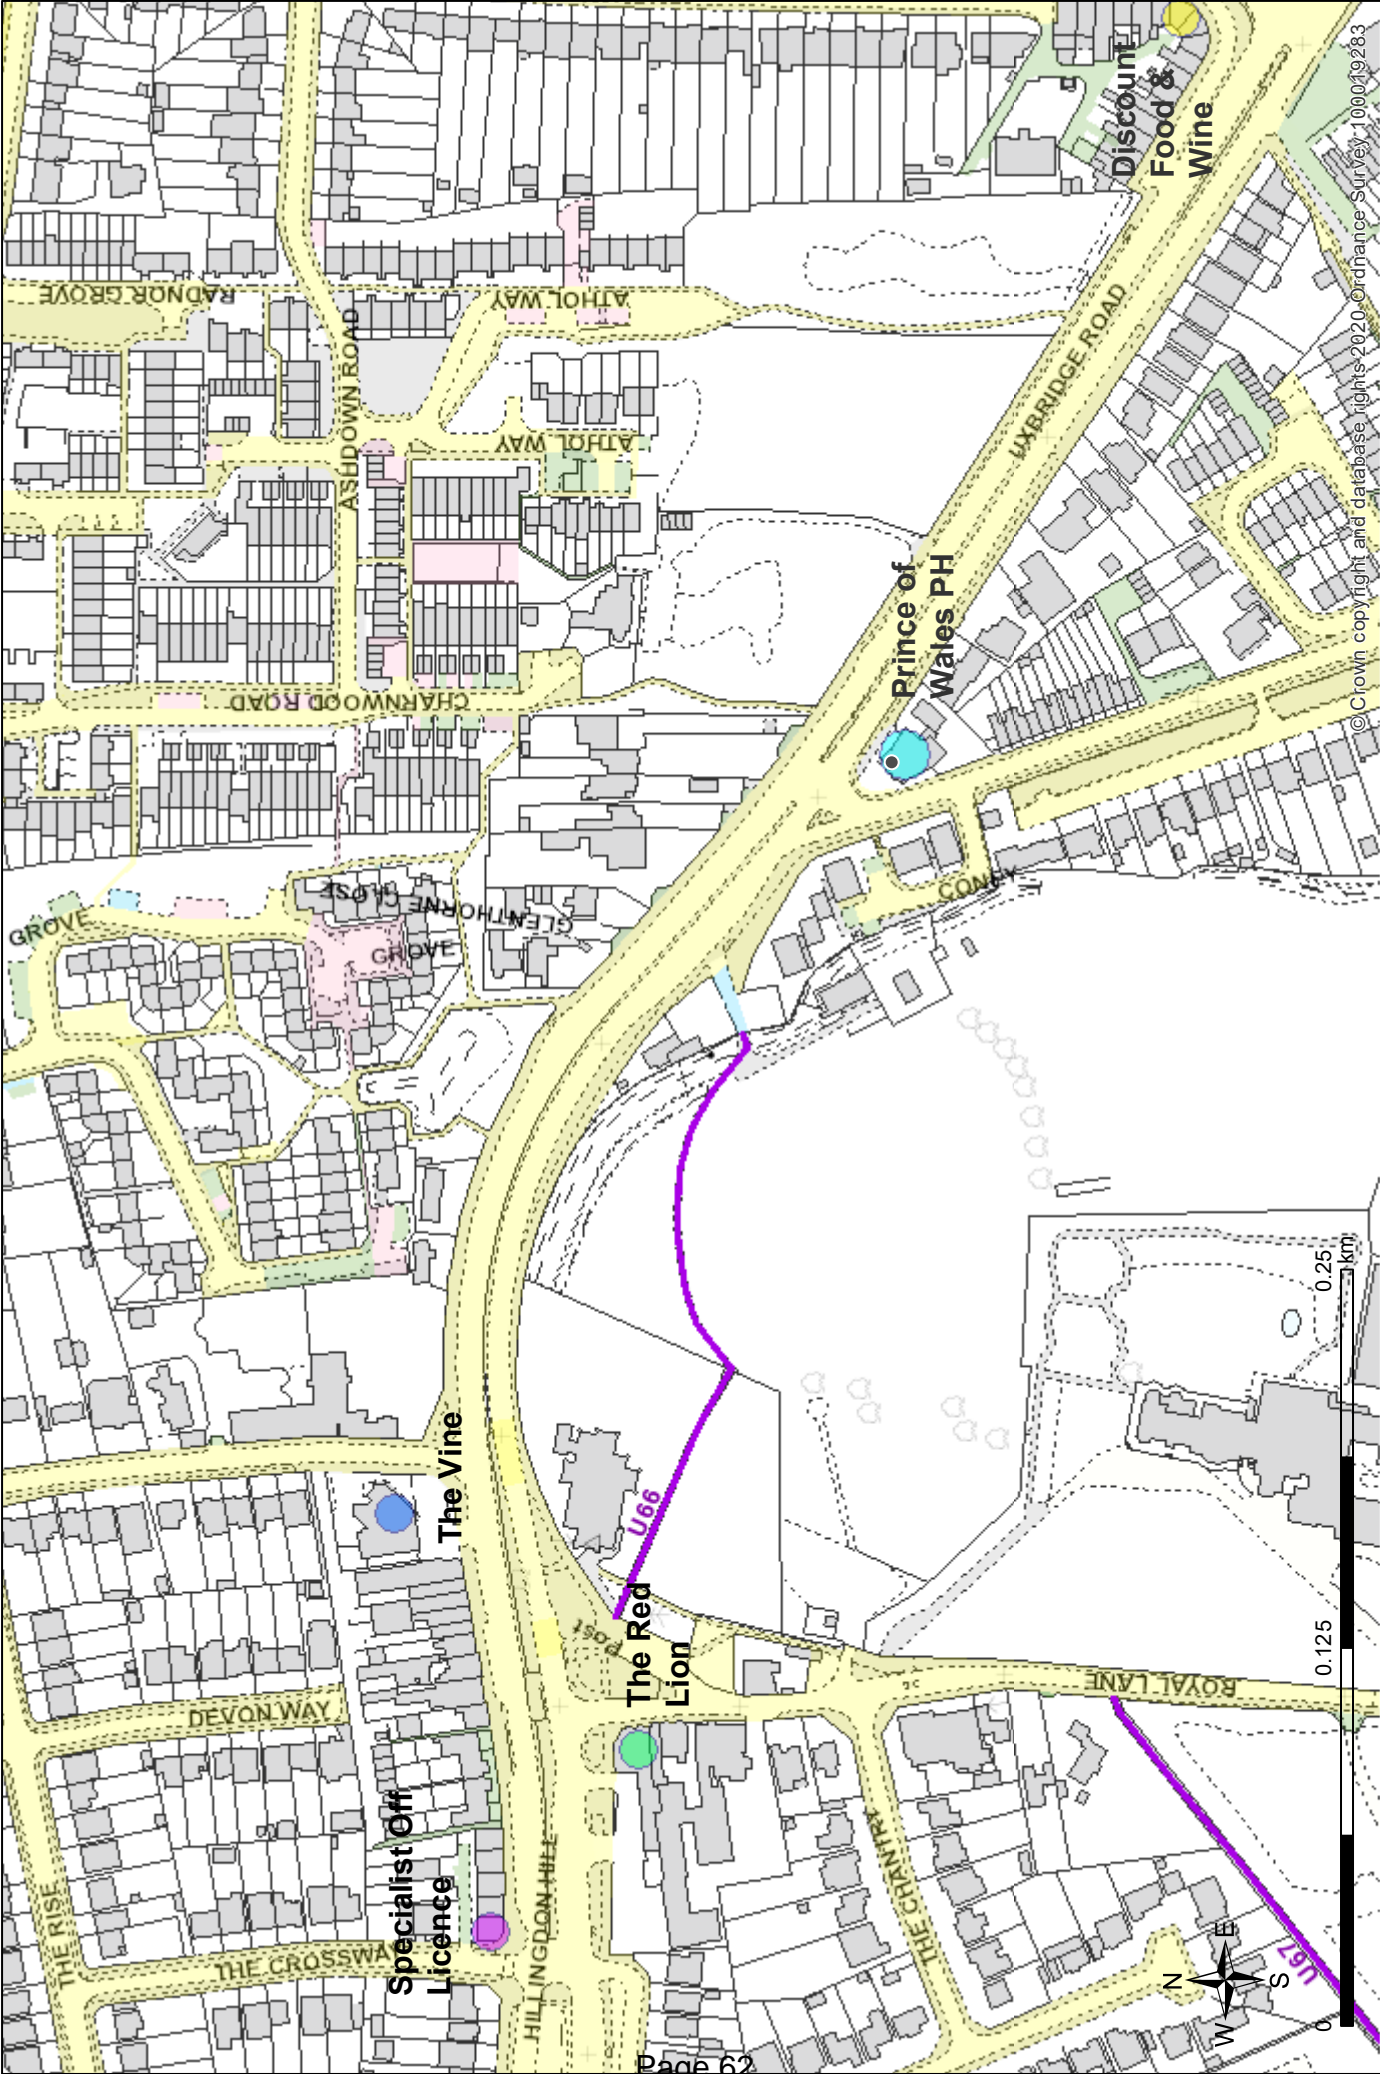 RADNOR GROVE
ASHDOWN ROAD
ATHOL WAY
ATHOL WAY
CHARNWOOD ROAD
GROVE
GLENTHORNE CLOSE
GROVE
UXBRIDGE ROAD
Discount
Food &
Wine
Prince of
Wales PH
CONEY
The Vine
U66
The Red
Lion
Post
DEVON WAY
THE RISE
THE CROSSWAY
Specialist Off
Licence
HILLINGDON HILL
ROYAL LANE
THE CHANTRY
U67
N
E
S
W
0
0.125
0.25
km
© Crown copyright and database rights 2020 Ordnance Survey 100019283
Page 62